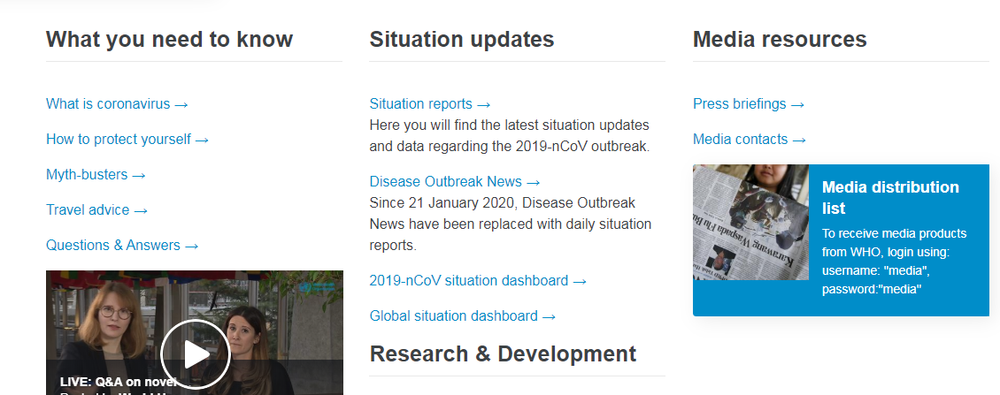 What you need to know
What is coronavirus →
How to protect yourself →
Myth-busters →
Travel advice →
Questions & Answers →
LIVE: Q&A on novel
Situation updates
Situation reports →
Here you will find the latest situation updates
and data regarding the 2019-nCoV outbreak.
Disease Outbreak News →
Since 21 January 2020, Disease Outbreak
News have been replaced with daily situation
reports.
2019-nCoV situation dashboard →
Global situation dashboard →
Research & Development
Media resources
Press briefings →
Media contacts →
Karawang Waspada Flu Bu
Media distribution
list
To receive media products
from WHO, login using:
username: "media",
password:"media"